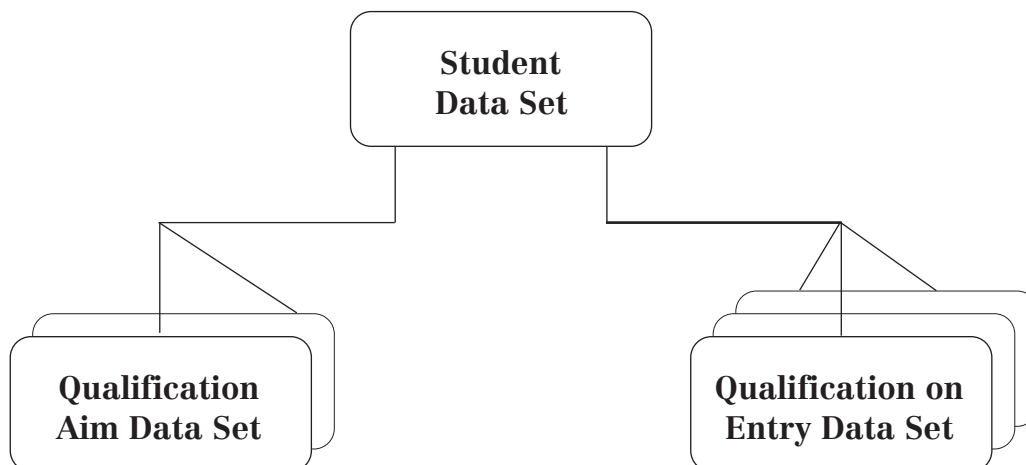 Student
Data Set
Qualification
Aim Data Set
Qualification on
Entry Data Set